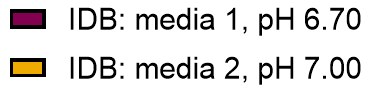 IDB: media 1, pH 6.70
IDB: media 2, pH 7.00